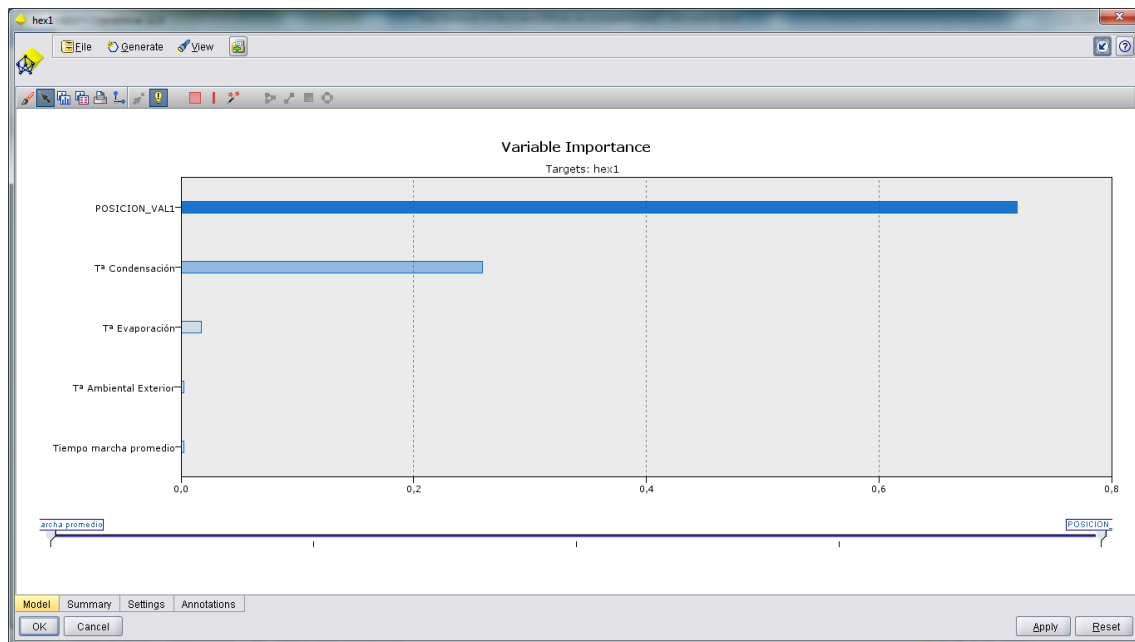 hex1
File Generate View
Variable Importance
Targets: hex1
POSICION_VAL1
Tª Condensación
Tª Evaporación
Tª Ambiental Exterior
Tiempo marcha promedio
0,0 0,2 0,4 0,6 0,8
archa promedio POSICION_
Model Summary Settings Annotations
OK Cancel Apply Reset